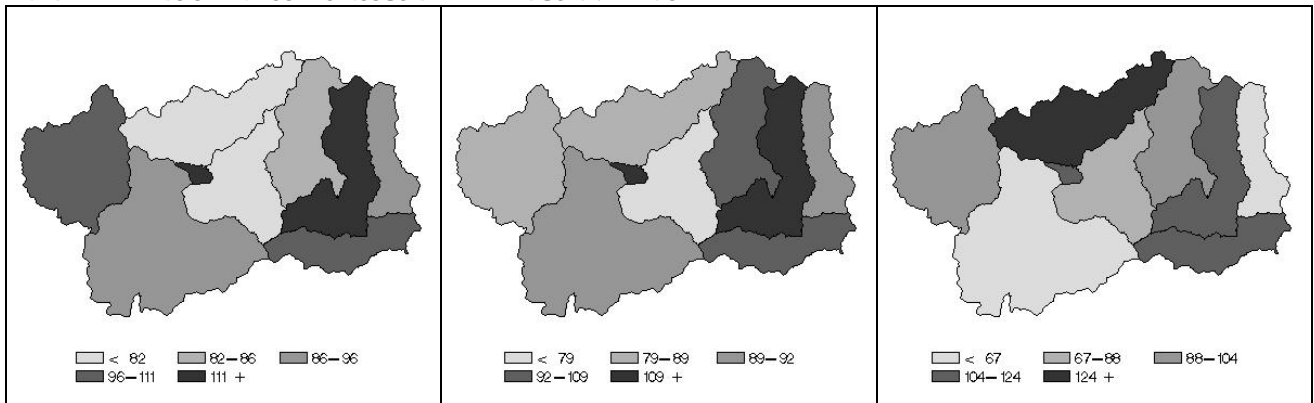 < 82 82–86 86–96
96–111 111 +
< 79 79–89 89–92
92–109 109 +
< 67 67–88 88–104
104–124 124 +